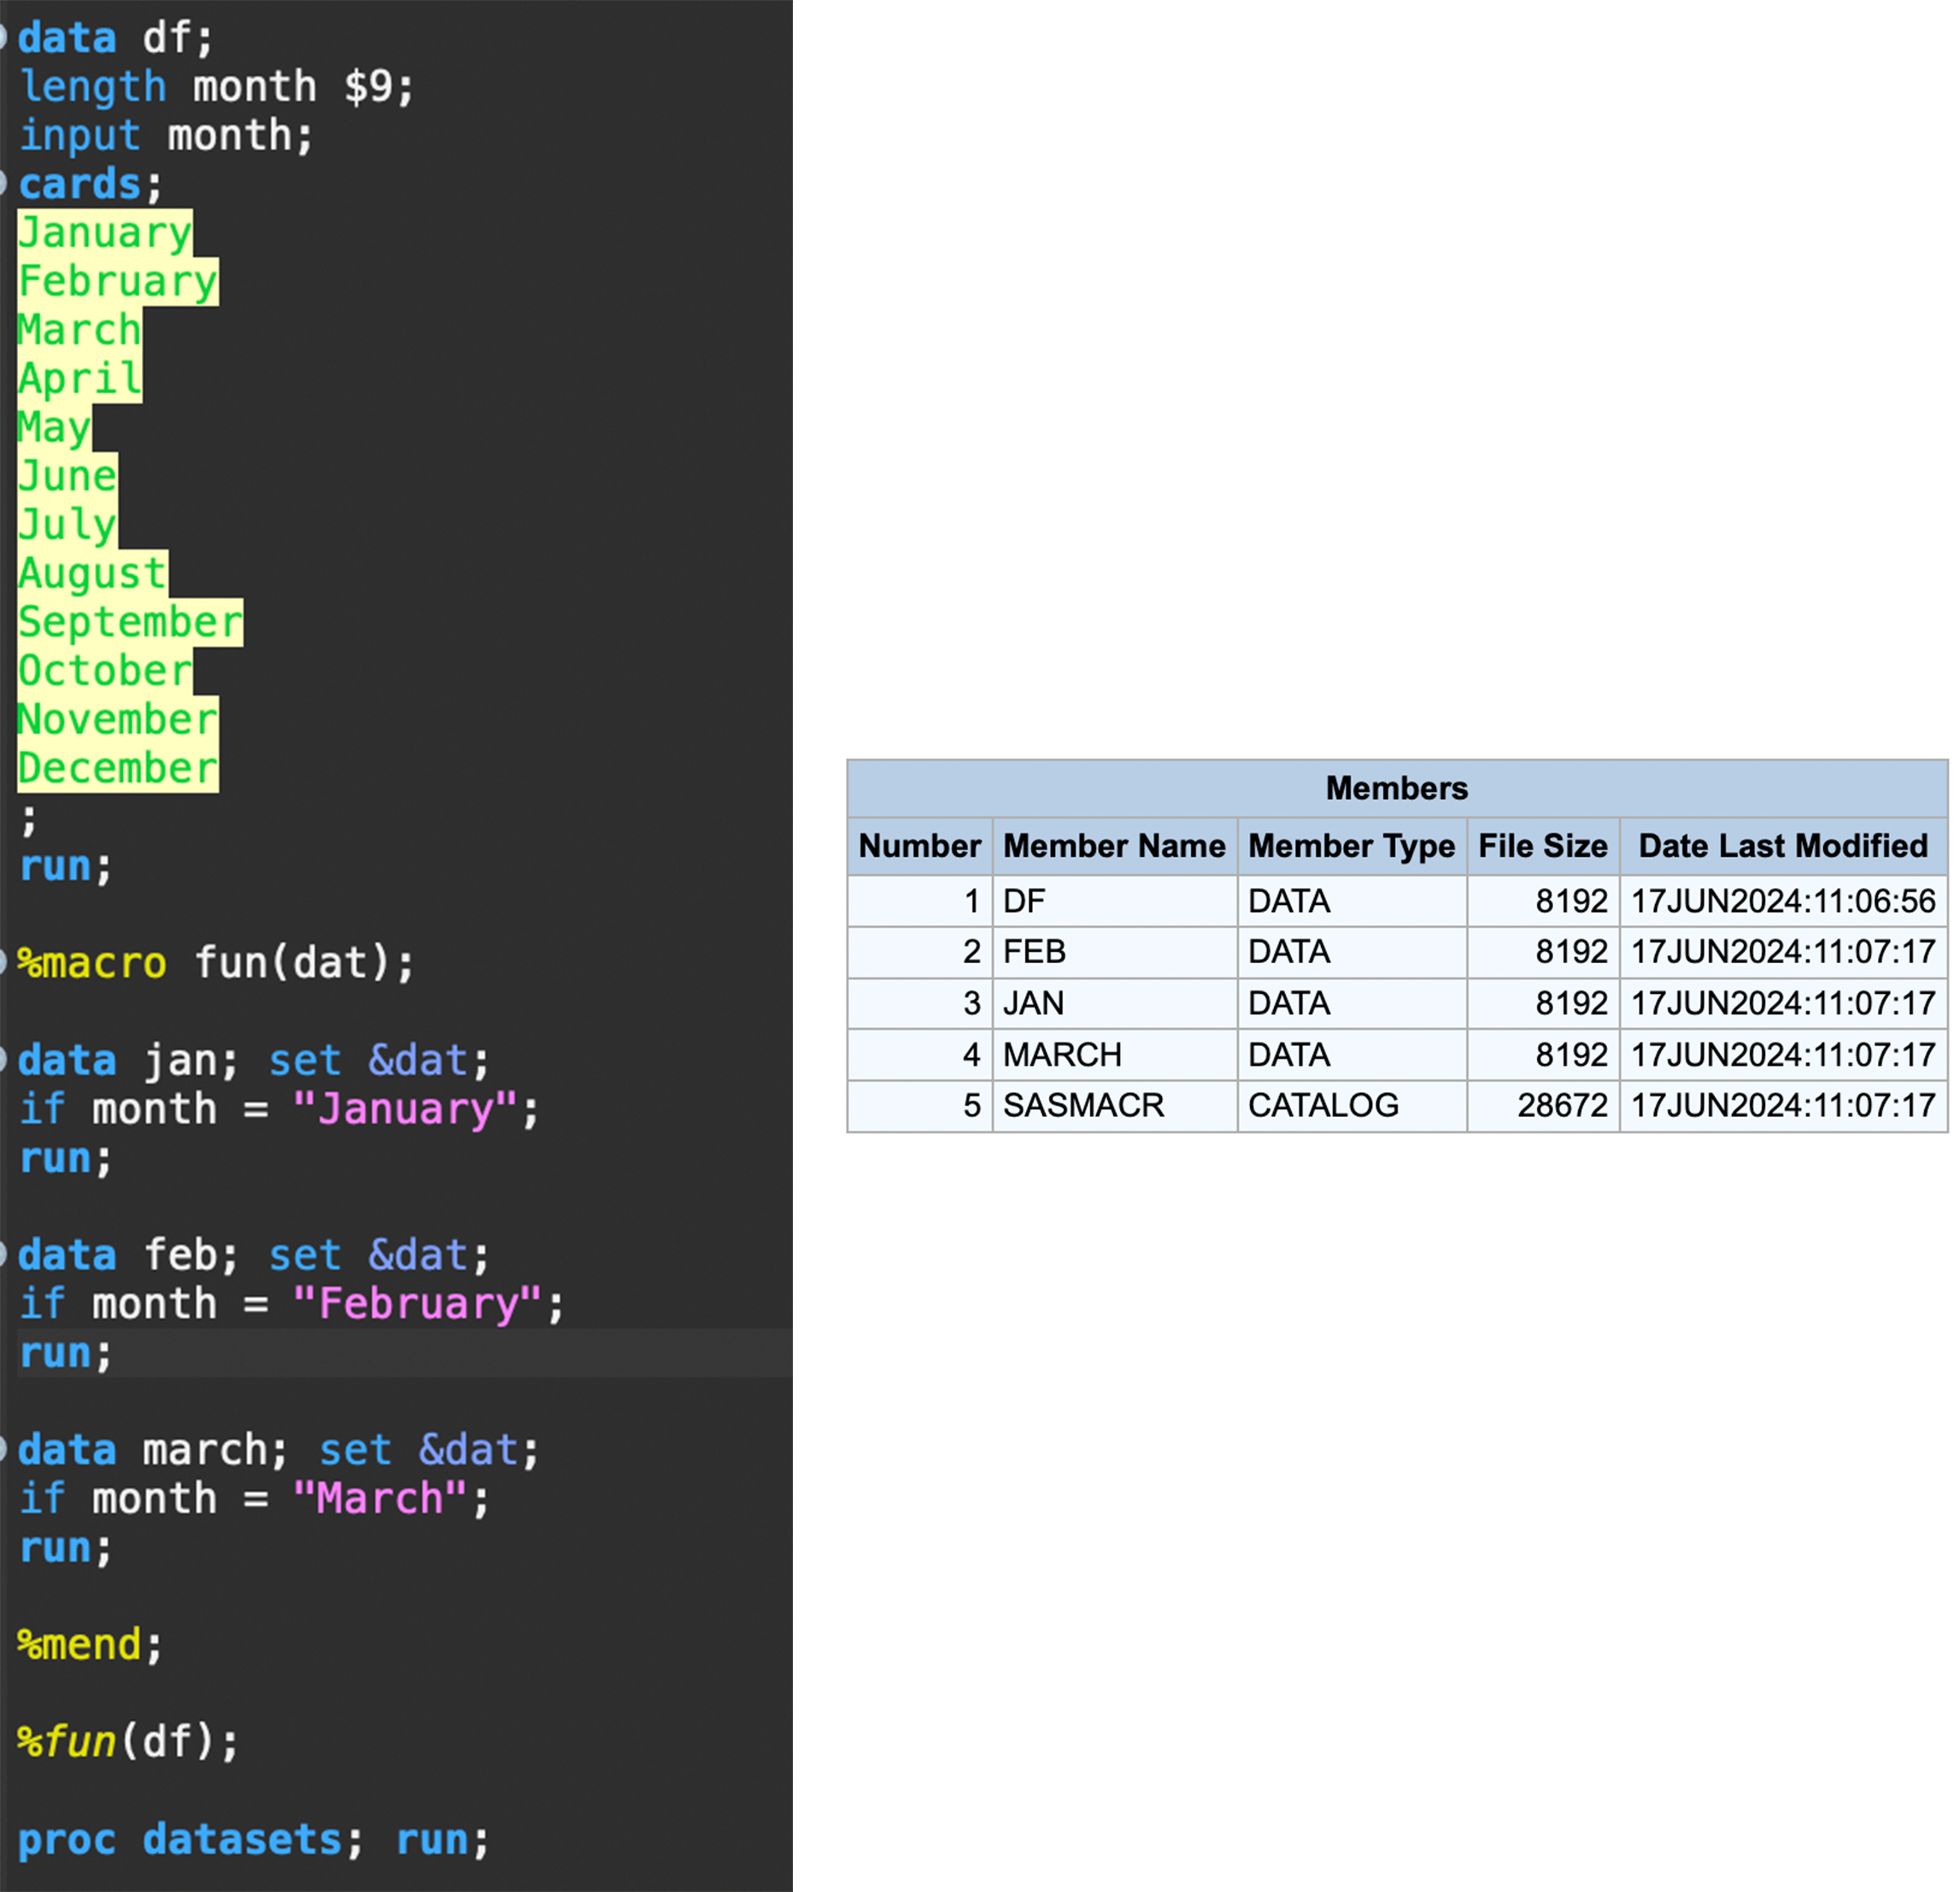 data df;
length month $9;
input month;
cards;
January
February
March
April
May
June
July
August
September
October
November
December
;
run;
%macro fun(dat);
data jan; set &dat;
if month = "January";
run;
data feb; set &dat;
if month = "February";
run;
data march; set &dat;
if month = "March";
run;
%mend;
%fun(df);
proc datasets; run;
Members
Number Member Name Member Type File Size Date Last Modified
1 DF DATA 8192 17JUN2024:11:06:56
2 FEB DATA 8192 17JUN2024:11:07:17
3 JAN DATA 8192 17JUN2024:11:07:17
4 MARCH DATA 8192 17JUN2024:11:07:17
5 SASMACR CATALOG 28672 17JUN2024:11:07:17